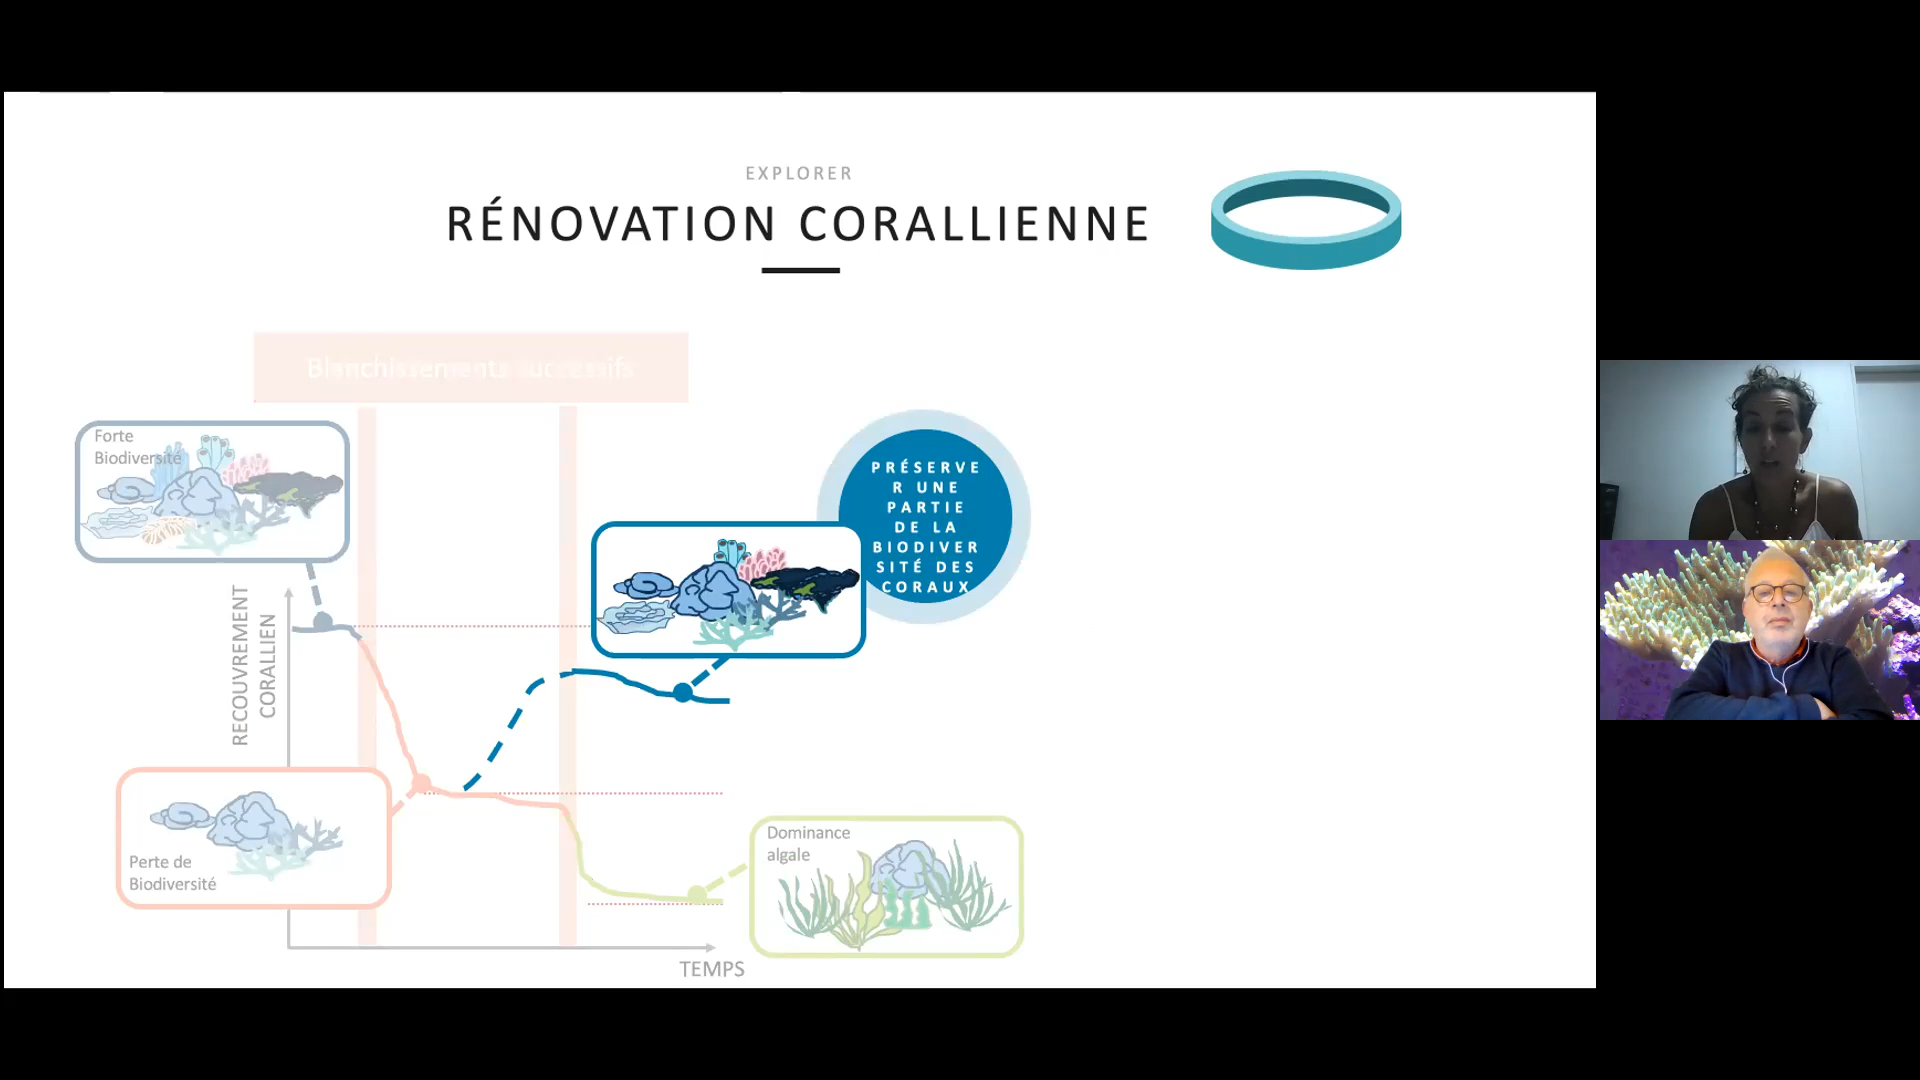 EXPLORER
RÉNOVATION CORALLIENNE
Blanchissements successifs
Forte
Biodiversité
PRÉSERVE
R UNE
PARTIE
DE LA
BIODIVER
SITÉ DES
CORAUX
RECOUVREMENT
CORALLIEN
Perte de
Biodiversité
Dominance
algale
TEMPS